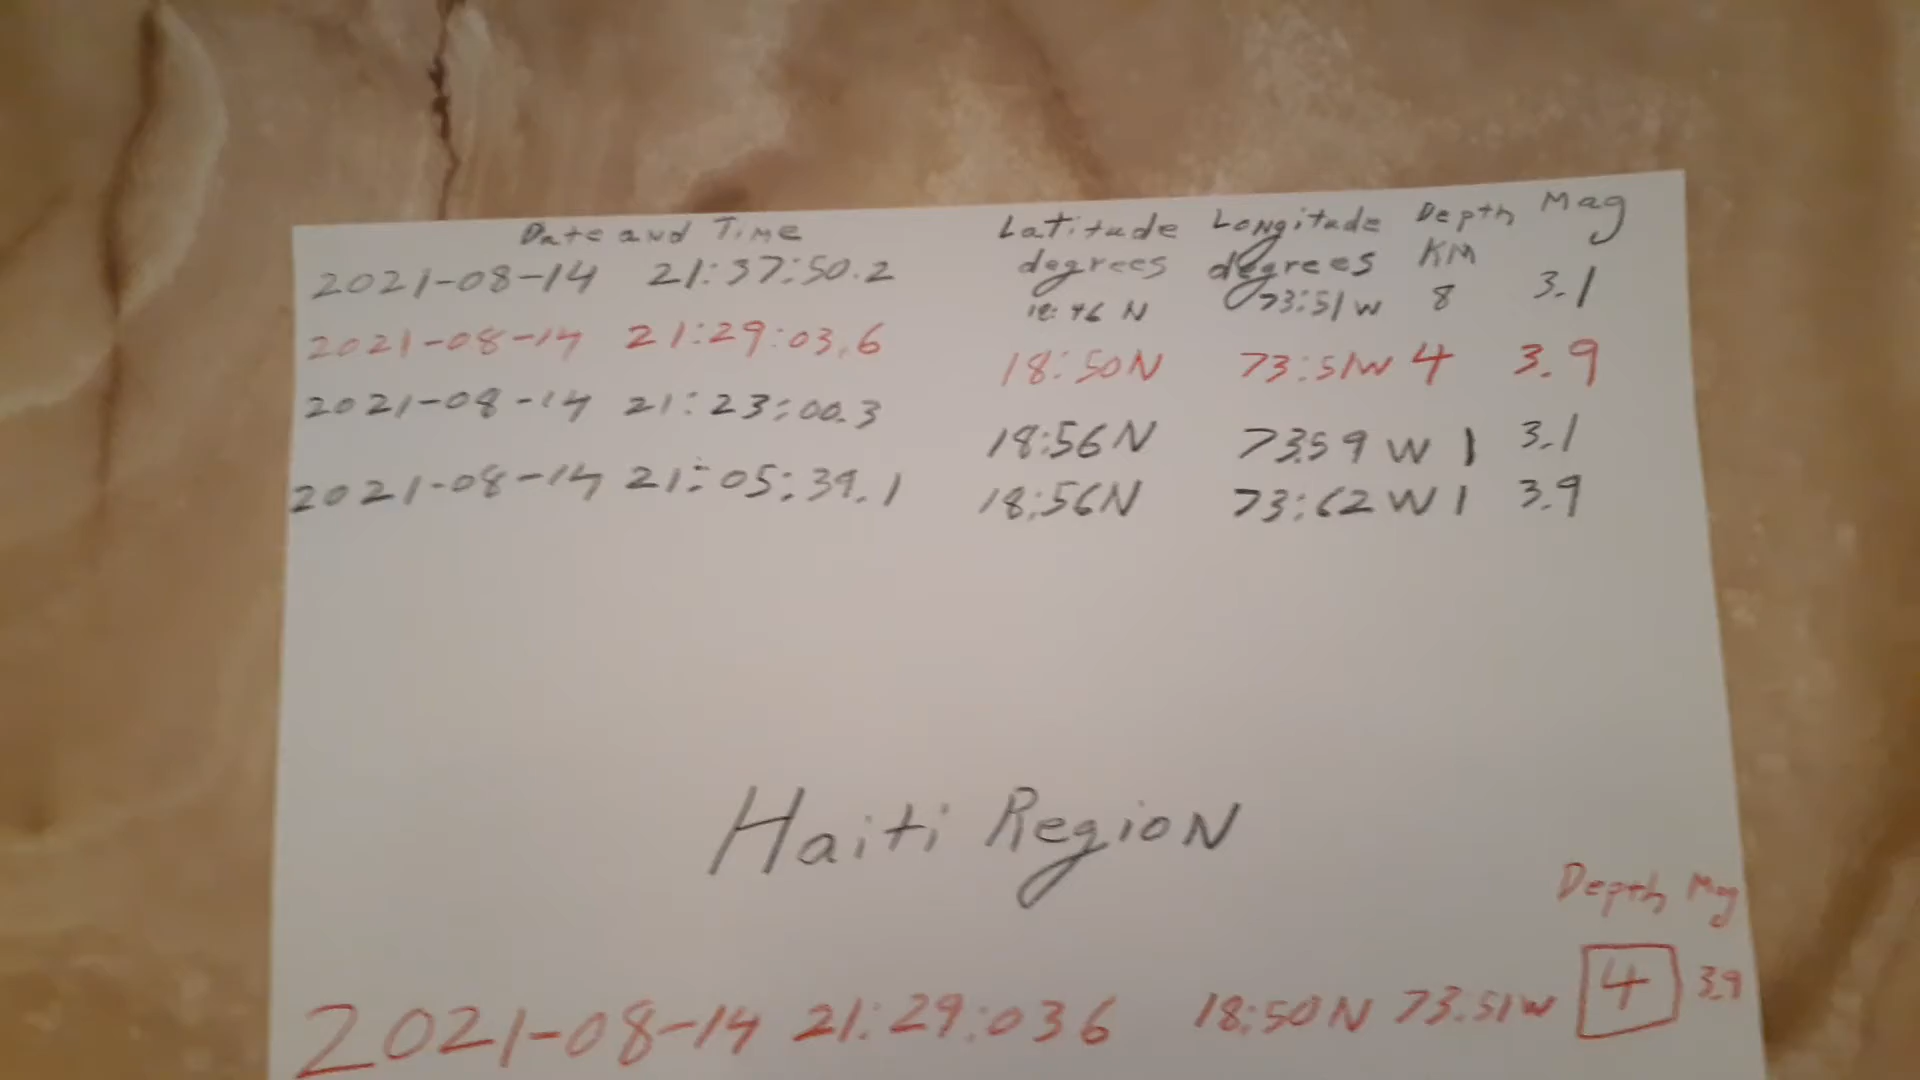 Date and Time Latitude Longitude Depth Mag
degrees degrees KM
2021-08-14 21:37:50.2 18:46 N 73:51W 8 3.1
2021-08-14 21:29:03.6 18:50N 73:51W 4 3.9
2021-08-14 21:23:00.3 18:56N 73.59 W 1 3.1
2021-08-14 21:05:39.1 18:56N 73:62 W 1 3.9
Haiti Region
Depth Mag
2021-08-14 21:29:036 18:50N 73.51W 4 3.9